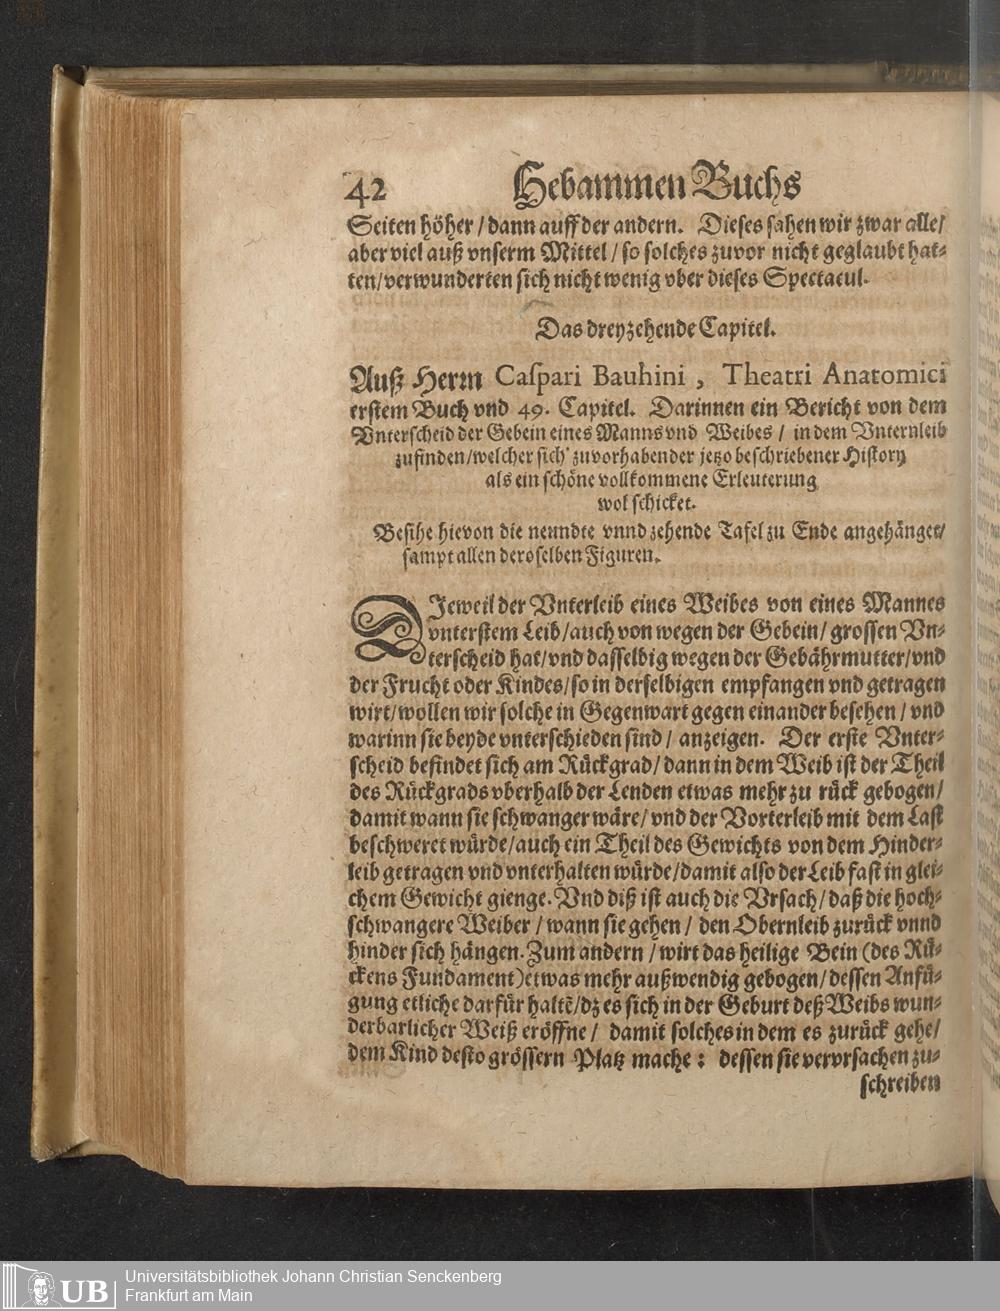 42 Hebammen Buchs
Seiten höher / dann auff der andern. Dieses sahen wir zwar alle/
aber viel auß vnserm Mittel / so solches zuvor nicht geglaubt hat-
ten/verwunderten sich nicht wenig vber dieses Spectacul.
Das dreyzehende Capitel.
Auß Herrn Caspari Bauhini, Theatri Anatomici
erstem Buch vnd 49. Capitel. Darinnen ein Bericht von dem
Vnterscheid der Gebein eines Manns vnd Weibes / in dem Vnternleib
zufinden/welcher sich zuvorhabender jetzo beschriebener History
als ein schöne vollkommene Erleuterung
wol schicket.
Besihe hievon die neundte vnnd zehende Tafel zu Ende angehänget/
sampt allen deroselben Figuren.
DJeweil der Vnterleib eines Weibes von eines Mannes
vnterstem Leib/auch von wegen der Gebein/ grossen Vn-
terscheid hat/vnd dasselbig wegen der Gebährmutter/vnd
der Frucht oder Kindes/so in derselbigen empfangen vnd getragen
wirt/wollen wir solche in Gegenwart gegen einander besehen / vnd
warinn sie beyde vnterschieden sind / anzeigen. Der erste Vnter-
scheid befindet sich am Rückgrad/dann in dem Weib ist der Theil
des Rückgrads vberhalb der Lenden etwas mehr zu rück gebogen/
damit wann sie schwanger wäre/vnd der Vorterleib mit dem Last
beschweret würde/auch ein Theil des Gewichts von dem Hinder-
leib getragen vnd vnterhalten würde/damit also der Leib fast in glei-
chem Gewicht gienge. Vnd diß ist auch die Vrsach/daß die hoch-
schwangere Weiber / wann sie gehen / den Obernleib zurück vnnd
hinder sich hängen. Zum andern / wirt das heilige Bein (des Rü-
ckens Fundament) etwas mehr außwendig gebogen/dessen Anfü-
gung etliche darfür haltē/dz es sich in der Geburt deß Weibs wun-
derbarlicher Weiß eröffne / damit solches in dem es zurück gehe/
dem Kind desto grössern Platz mache: dessen sie vervrsachen zu-
schreiben
UB
Universitätsbibliothek Johann Christian Senckenberg
Frankfurt am Main